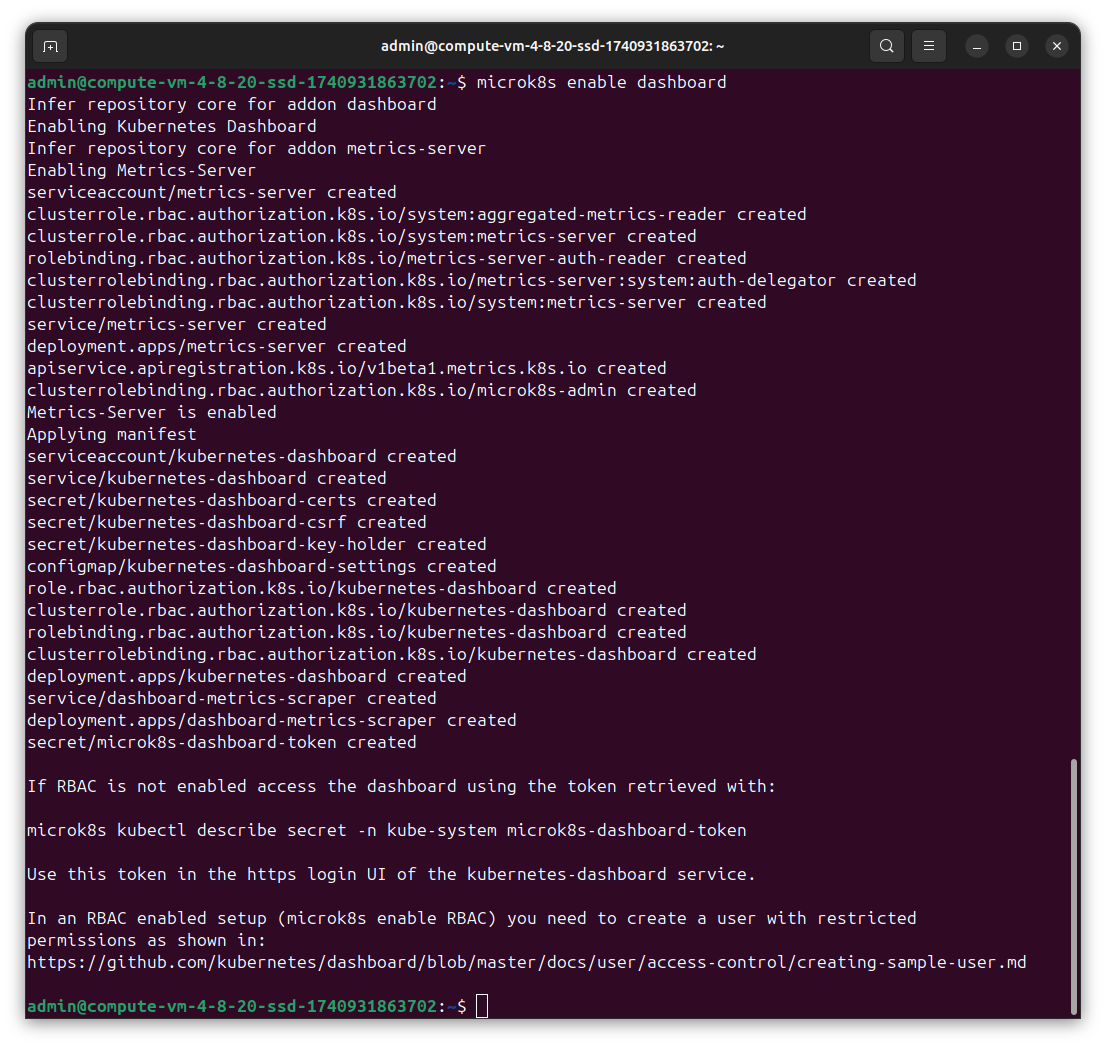 admin@compute-vm-4-8-20-ssd-1740931863702: ~
admin@compute-vm-4-8-20-ssd-1740931863702:~$ microk8s enable dashboard
Infer repository core for addon dashboard
Enabling Kubernetes Dashboard
Infer repository core for addon metrics-server
Enabling Metrics-Server
serviceaccount/metrics-server created
clusterrole.rbac.authorization.k8s.io/system:aggregated-metrics-reader created
clusterrole.rbac.authorization.k8s.io/system:metrics-server created
rolebinding.rbac.authorization.k8s.io/metrics-server-auth-reader created
clusterrolebinding.rbac.authorization.k8s.io/metrics-server:system:auth-delegator created
clusterrolebinding.rbac.authorization.k8s.io/system:metrics-server created
service/metrics-server created
deployment.apps/metrics-server created
apiservice.apiregistration.k8s.io/v1beta1.metrics.k8s.io created
clusterrolebinding.rbac.authorization.k8s.io/microk8s-admin created
Metrics-Server is enabled
Applying manifest
serviceaccount/kubernetes-dashboard created
service/kubernetes-dashboard created
secret/kubernetes-dashboard-certs created
secret/kubernetes-dashboard-csrf created
secret/kubernetes-dashboard-key-holder created
configmap/kubernetes-dashboard-settings created
role.rbac.authorization.k8s.io/kubernetes-dashboard created
clusterrole.rbac.authorization.k8s.io/kubernetes-dashboard created
rolebinding.rbac.authorization.k8s.io/kubernetes-dashboard created
clusterrolebinding.rbac.authorization.k8s.io/kubernetes-dashboard created
deployment.apps/kubernetes-dashboard created
service/dashboard-metrics-scraper created
deployment.apps/dashboard-metrics-scraper created
secret/microk8s-dashboard-token created
If RBAC is not enabled access the dashboard using the token retrieved with:
microk8s kubectl describe secret -n kube-system microk8s-dashboard-token
Use this token in the https login UI of the kubernetes-dashboard service.
In an RBAC enabled setup (microk8s enable RBAC) you need to create a user with restricted
permissions as shown in:
https://github.com/kubernetes/dashboard/blob/master/docs/user/access-control/creating-sample-user.md
admin@compute-vm-4-8-20-ssd-1740931863702:~$